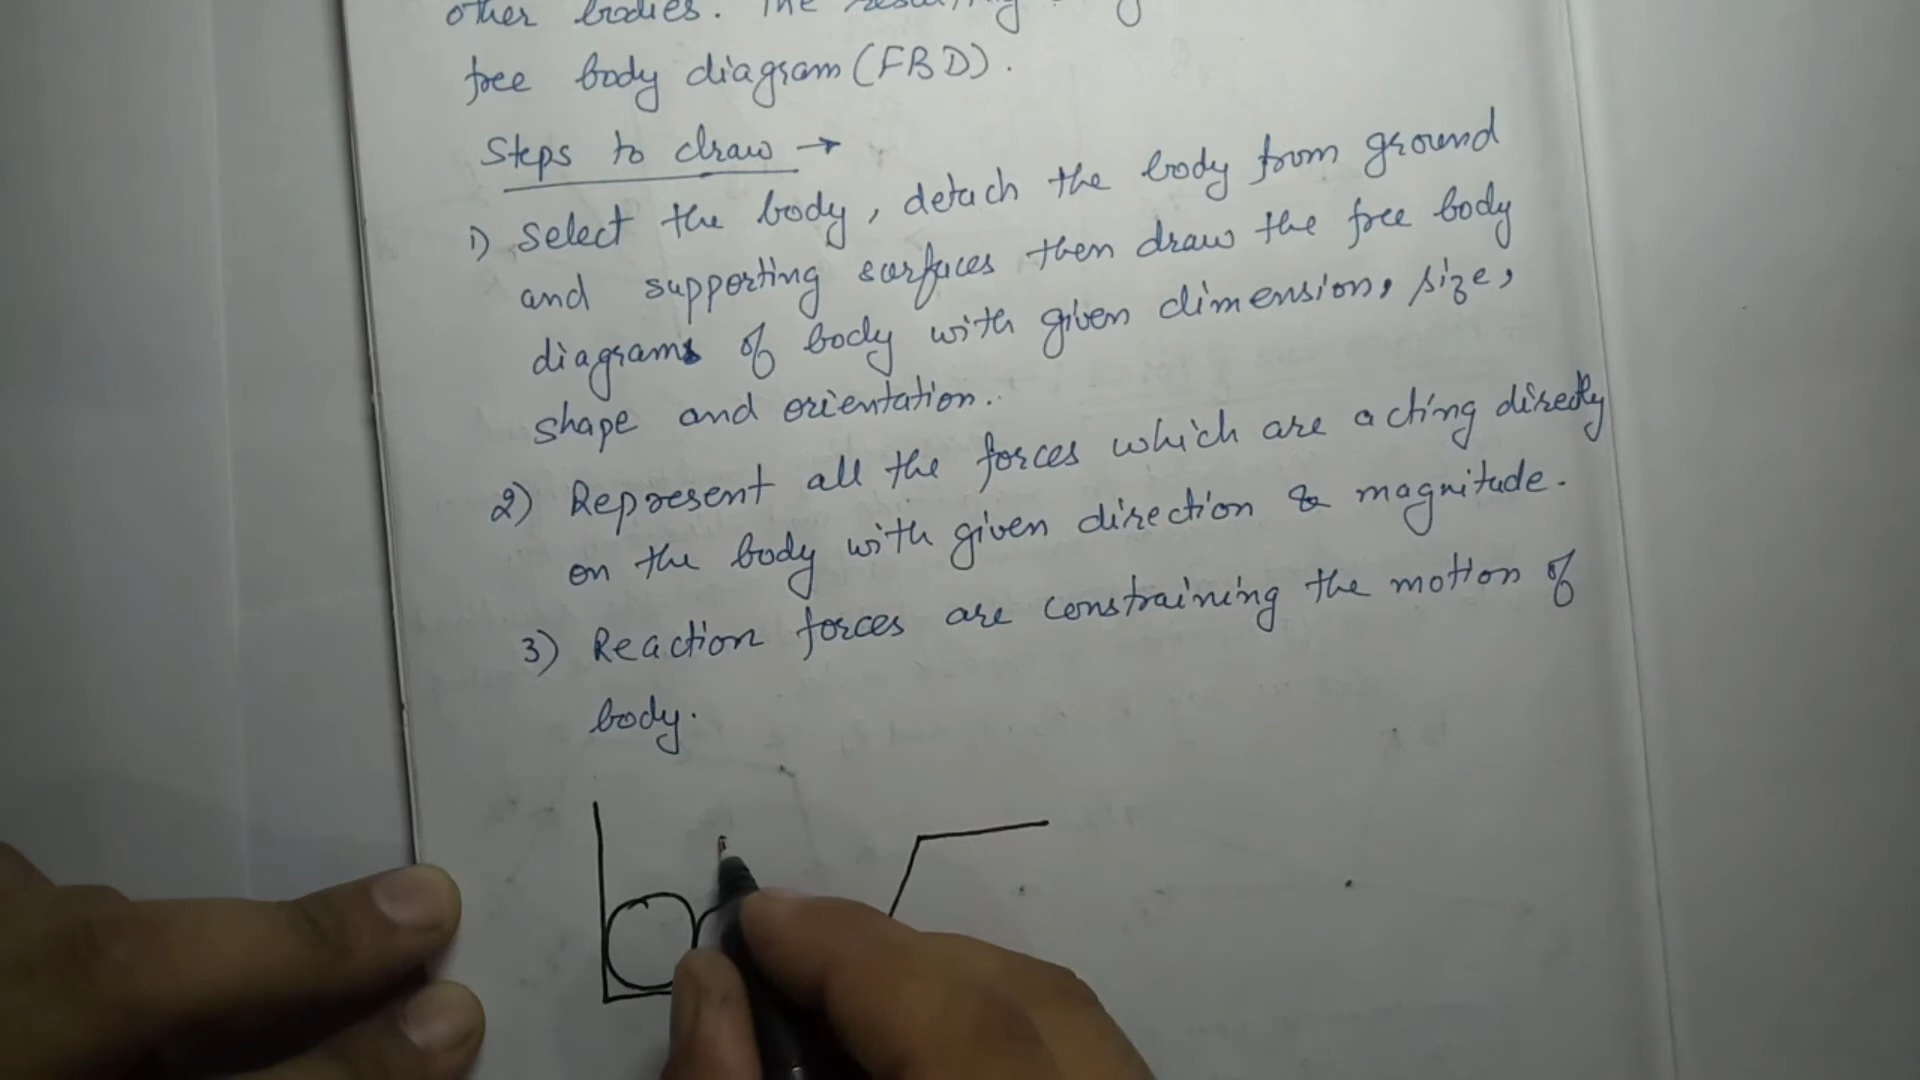 other bodies. The
free body diagram (FBD).
Steps to draw →
1) Select the body, detach the body from ground
and supporting surfaces then draw the free body
diagrams of body with given dimension, size,
shape and orientation.
2) Represent all the forces which are acting directly
on the body with given direction & magnitude.
3) Reaction forces are constraining the motion of
body.